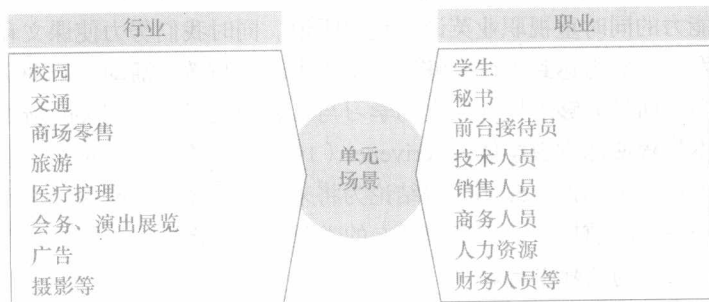 行业
校园
交通
商场零售
旅游
医疗护理
会务、演出展览
广告
摄影等
单元
场景
职业
学生
秘书
前台接待员
技术人员
销售人员
商务人员
人力资源
财务人员等